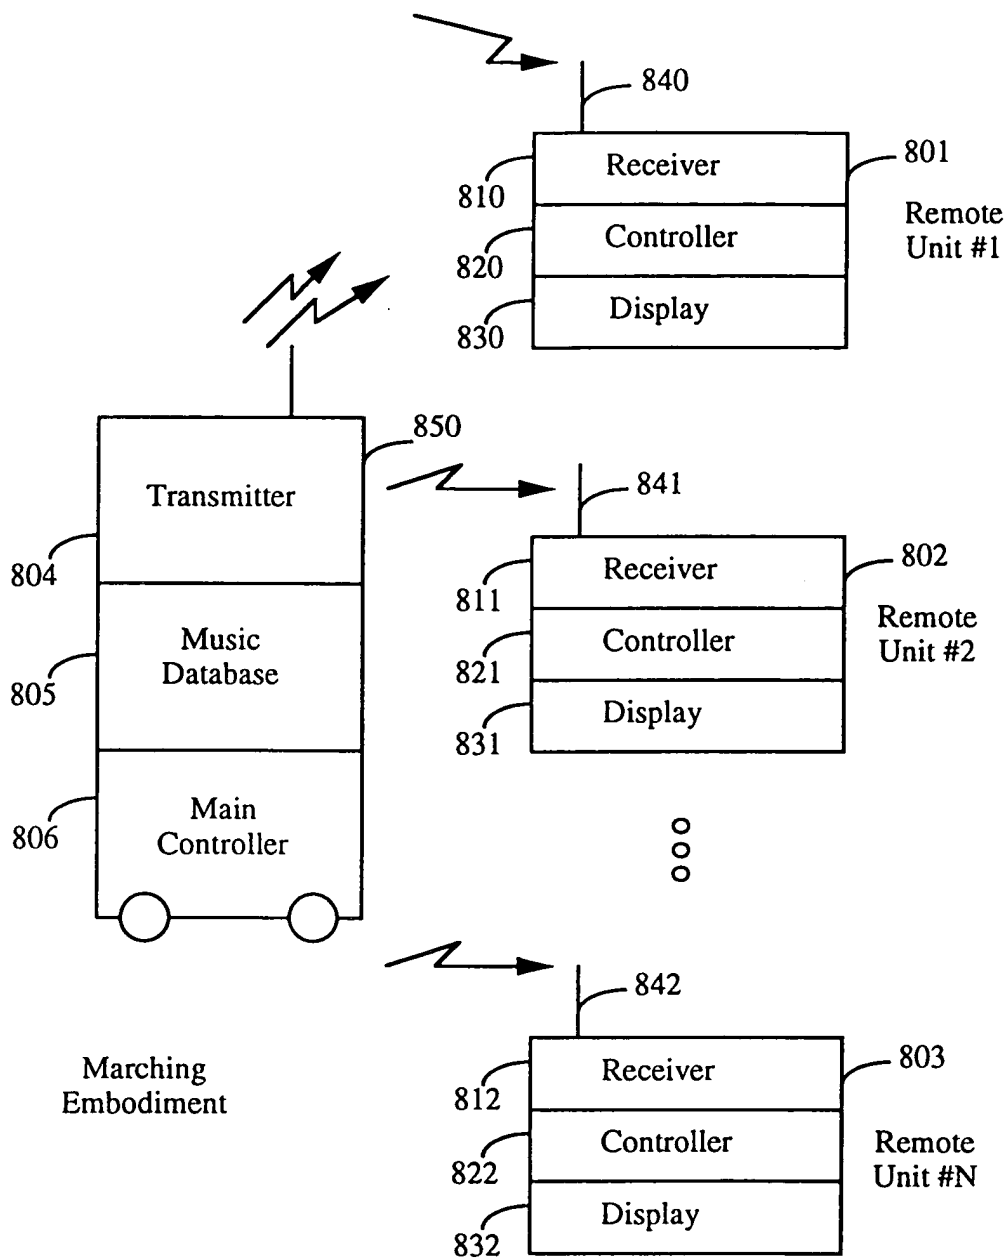 840
801
Receiver
810
Remote
Unit #1
Controller
820
Display
830
850
Transmitter
804
Music
Database
805
Main
Controller
806
841
802
Receiver
811
Remote
Unit #2
Controller
821
Display
831
842
803
Receiver
812
Remote
Unit #N
Controller
822
Display
832
Marching
Embodiment